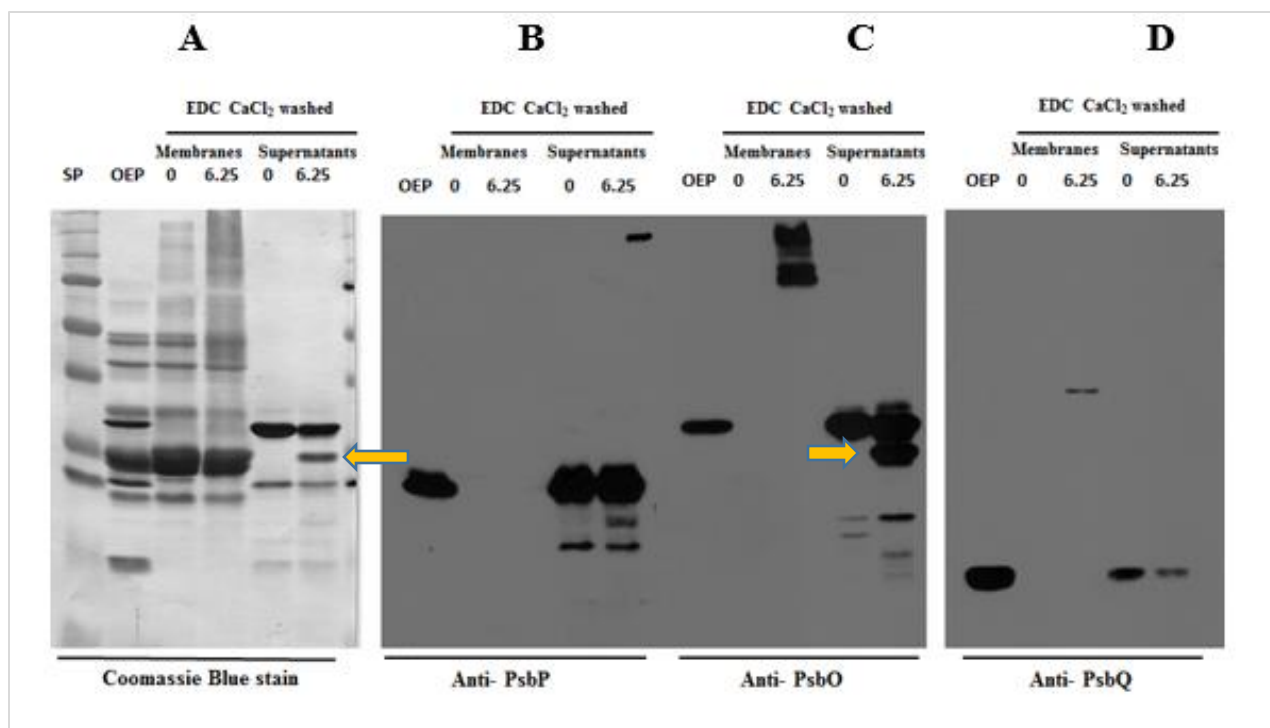 A B C D
EDC CaCl₂ washed EDC CaCl₂ washed EDC CaCl₂ washed EDC CaCl₂ washed
Membranes Supernatants Membranes Supernatants Membranes Supernatants Membranes Supernatants
SP OEP 0 6.25 0 6.25 OEP 0 6.25 0 6.25 OEP 0 6.25 0 6.25 OEP 0 6.25 0 6.25
Coomassie Blue stain Anti- PsbP Anti- PsbO Anti- PsbQ